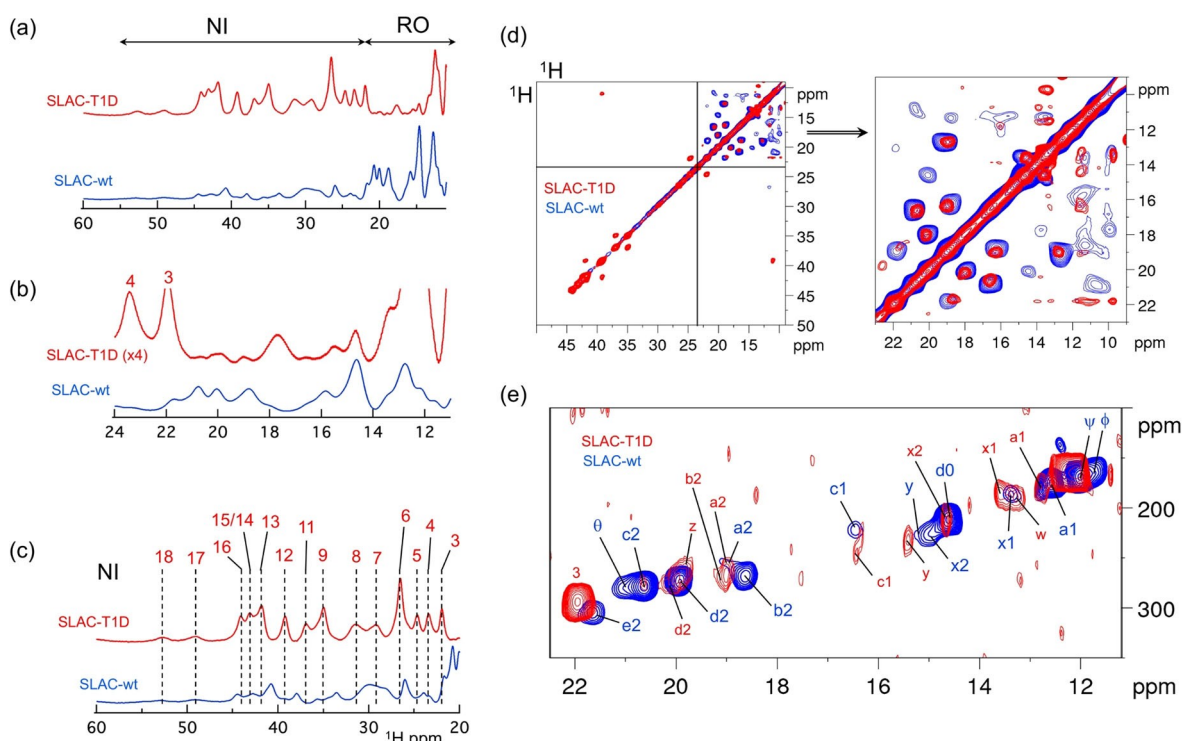 (a)
NI
RO
SLAC-T1D
SLAC-wt
60 50 40 30 20
(b)
4 3
SLAC-T1D (x4)
SLAC-wt
24 22 20 18 16 14 12
(c)
NI
18 17 16 15/14 13 12 11 9 8 7 6 5 4 3
SLAC-T1D
SLAC-wt
60 50 40 30 20
¹H ppm
(d)
¹H
¹H
ppm
15
20
25
30
35
40
45
50
SLAC-T1D
SLAC-wt
45 35 25 15 ppm
ppm
12
14
16
18
20
22
22 20 18 16 14 12 10 ppm
(e)
SLAC-T1D
SLAC-wt
3 θ c2 e2 z d2 d2 b2 a2 a2 b2 c1 c1 y y x2 x2 d0 x1 x1 w a1 a1 ψ ϕ
ppm
200
300
22 20 18 16 14 12 ppm